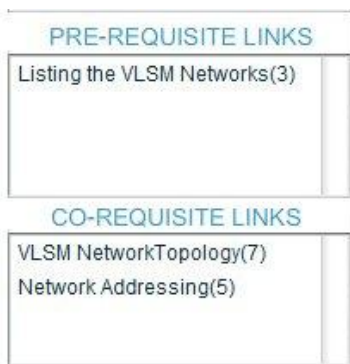 PRE-REQUISITE LINKS
Listing the VLSM Networks(3)
CO-REQUISITE LINKS
VLSM NetworkTopology(7)
Network Addressing(5)